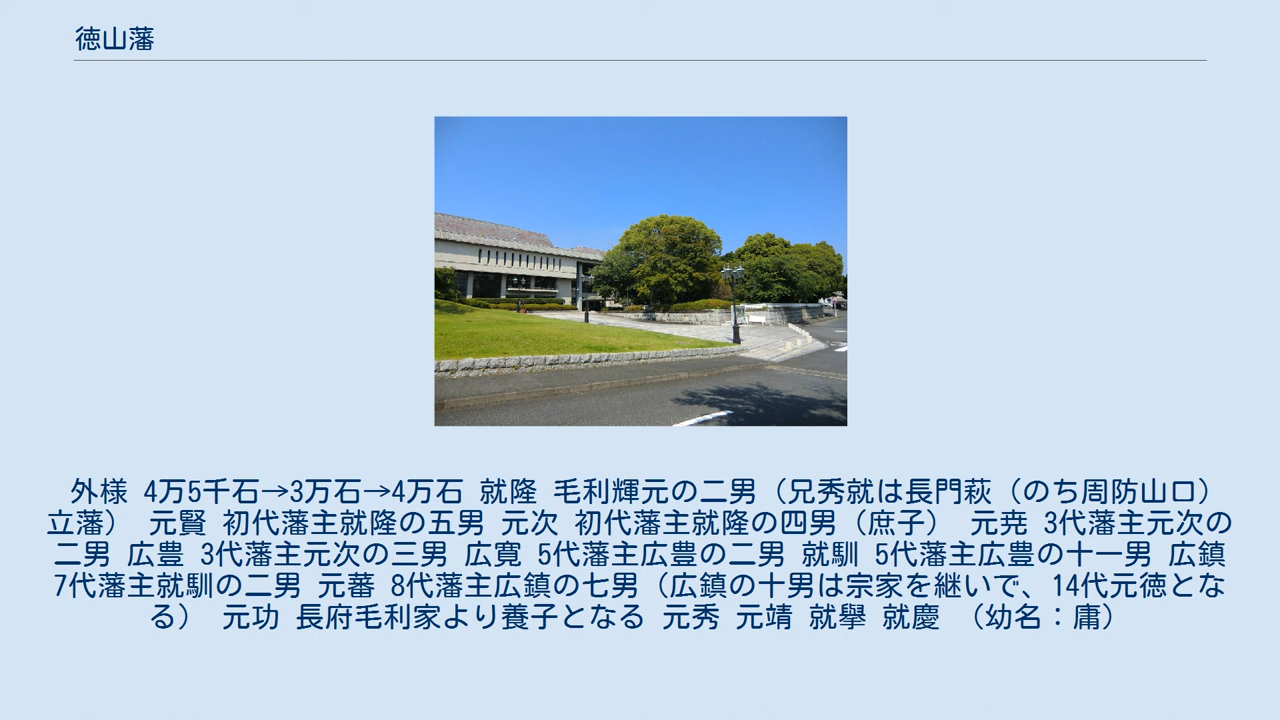 徳山藩
外様 4万5千石→3万石→4万石 就隆 毛利輝元の二男（兄秀就は長門萩（のち周防山口）
立藩） 元賢 初代藩主就隆の五男 元次 初代藩主就隆の四男（庶子） 元尭 3代藩主元次の
二男 広豊 3代藩主元次の三男 広寛 5代藩主広豊の二男 就馴 5代藩主広豊の十一男 広鎮
7代藩主就馴の二男 元蕃 8代藩主広鎮の七男（広鎮の十男は宗家を継いで、14代元徳とな
る） 元功 長府毛利家より養子となる 元秀 元靖 就擧 就慶 （幼名：庸）